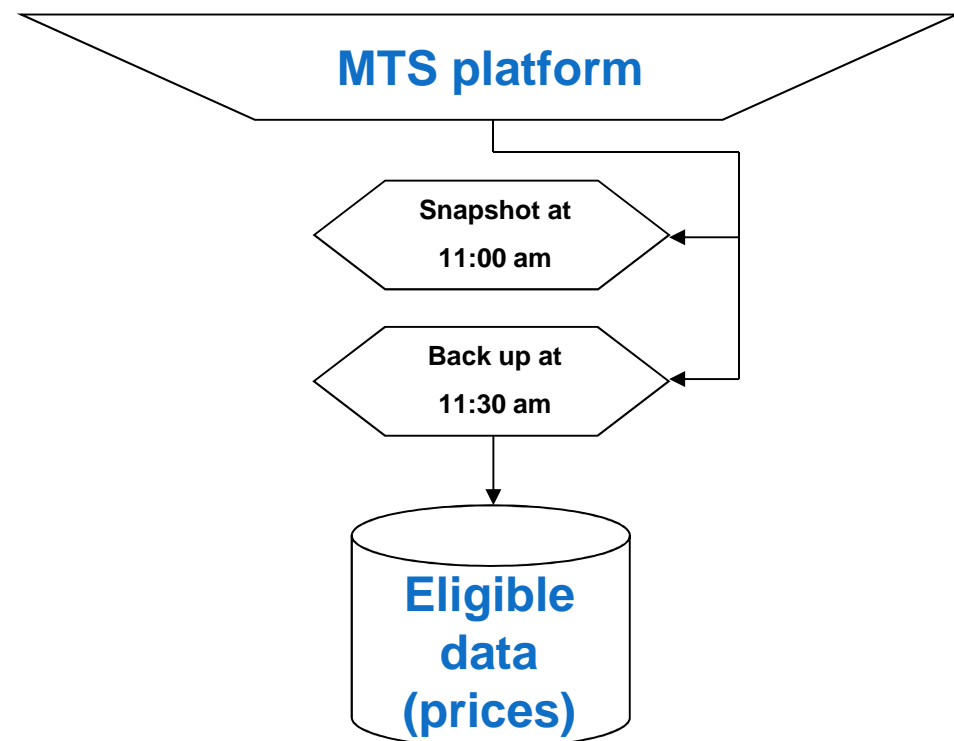 MTS platform
Snapshot at
11:00 am
Back up at
11:30 am
Eligible
data
(prices)